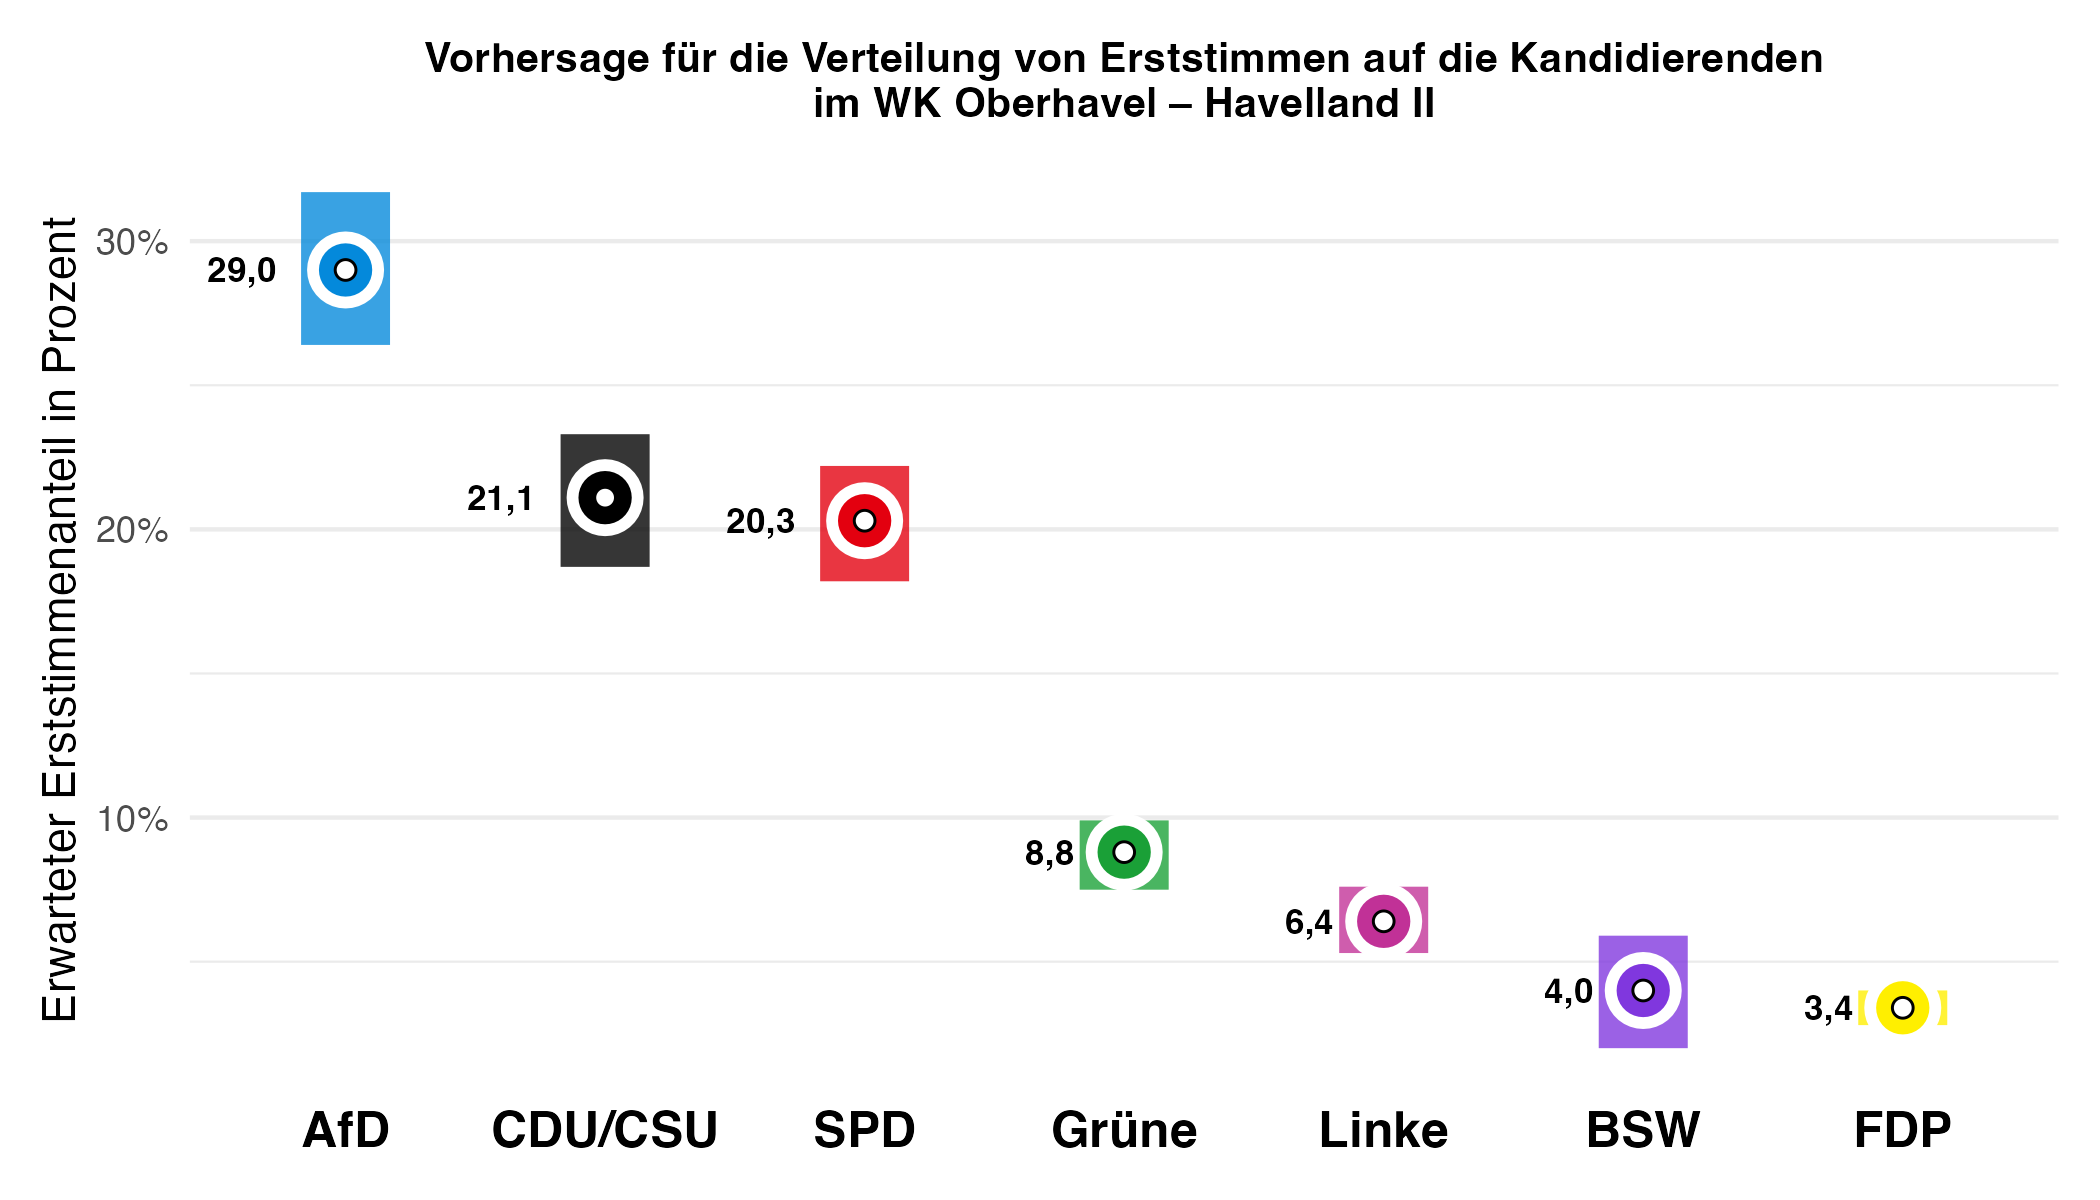 Vorhersage für die Verteilung von Erststimmen auf die Kandidierenden
im WK Oberhavel – Havelland II
Erwarteter Erststimmenanteil in Prozent
30%
20%
10%
29,0
21,1
20,3
8,8
6,4
4,0
3,4
AfD
CDU/CSU
SPD
Grüne
Linke
BSW
FDP